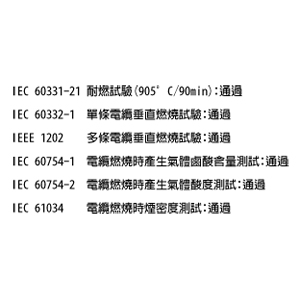 IEC 60331-21 耐燃試驗(905°C/90min):通過
IEC 60332-1 單條電纜垂直燃燒試驗:通過
IEEE 1202 多條電纜垂直燃燒試驗:通過
IEC 60754-1 電纜燃燒時產生氣體鹵酸含量測試:通過
IEC 60754-2 電纜燃燒時產生氣體酸度測試:通過
IEC 61034 電纜燃燒時煙密度測試:通過